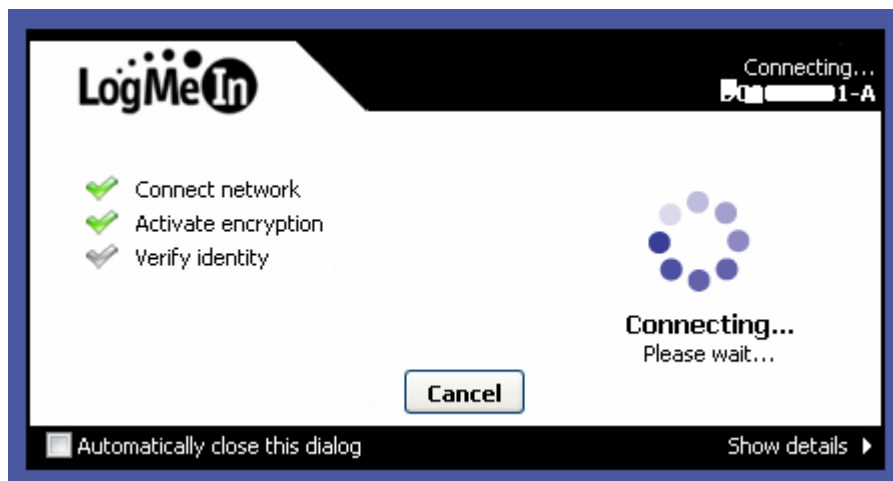 LogMeIn
Connecting...
1-A
Connect network
Activate encryption
Verify identity
Connecting...
Please wait...
Cancel
Automatically close this dialog
Show details